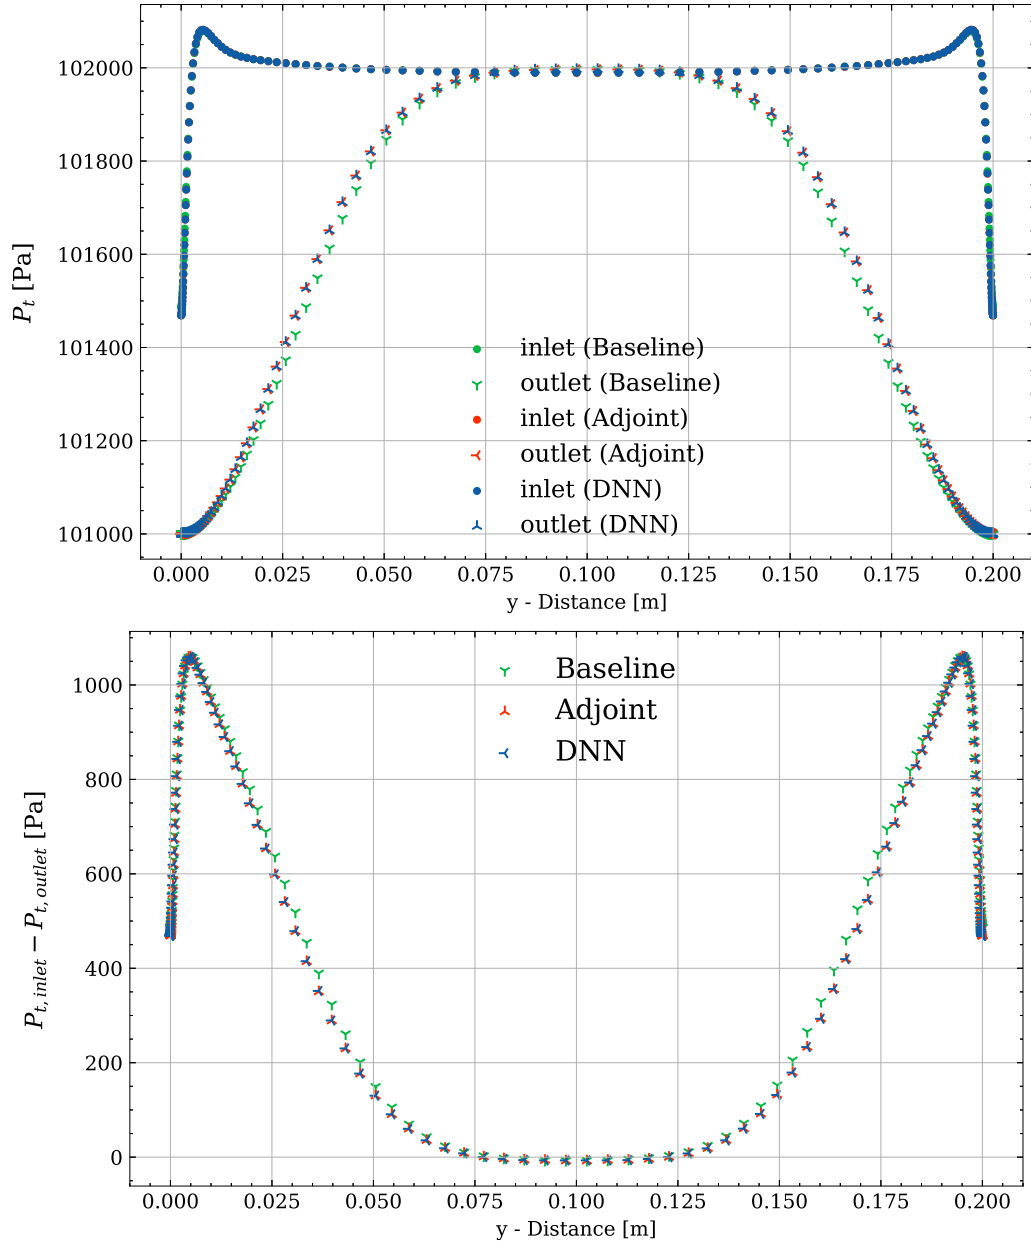 102000
101800
101600
101400
101200
101000
P_t [Pa]
inlet (Baseline)
outlet (Baseline)
inlet (Adjoint)
outlet (Adjoint)
inlet (DNN)
outlet (DNN)
0.000 0.025 0.050 0.075 0.100 0.125 0.150 0.175 0.200
y - Distance [m]
1000
800
600
400
200
0
P_{t, inlet} − P_{t, outlet} [Pa]
Baseline
Adjoint
DNN
0.000 0.025 0.050 0.075 0.100 0.125 0.150 0.175 0.200
y - Distance [m]